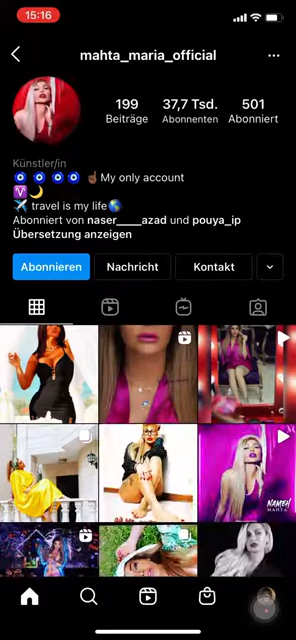 15:16
mahta_maria_official
199
Beiträge
37,7 Tsd.
Abonnenten
501
Abonniert
Künstler/in
🧿 🧿 🧿 🧿 ☝🏾My only account
♈🌙
✈️ travel is my life🌎
Abonniert von naser____azad und pouya_ip
Übersetzung anzeigen
Abonnieren
Nachricht
Kontakt
NAMEH
MAHTA